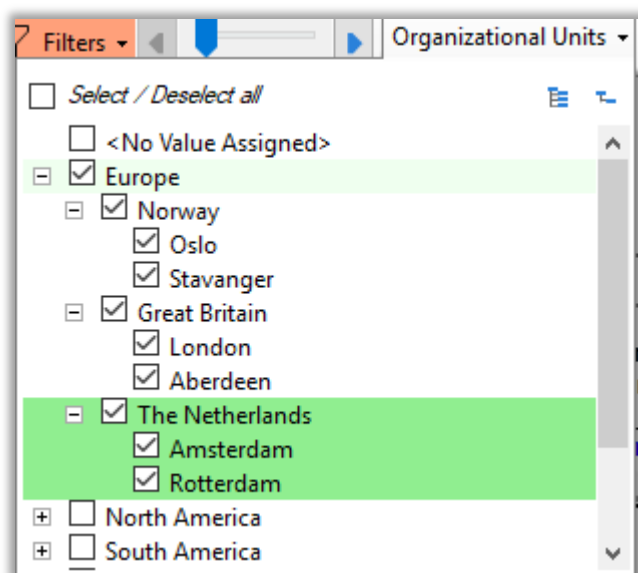 Filters
Organizational Units
Select / Deselect all
<No Value Assigned>
Europe
Norway
Oslo
Stavanger
Great Britain
London
Aberdeen
The Netherlands
Amsterdam
Rotterdam
North America
South America